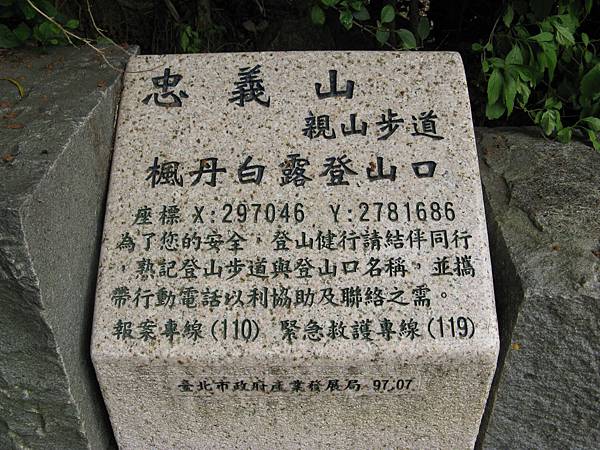 忠義山
親山步道
楓丹白露登山口
座標 X:297046 Y:2781686
為了您的安全，登山健行請結伴同行
，熟記登山步道與登山口名稱，並攜
帶行動電話以利協助及聯絡之需。
報案專線(110) 緊急救護專線(119)
臺北市政府產業發展局 97.07